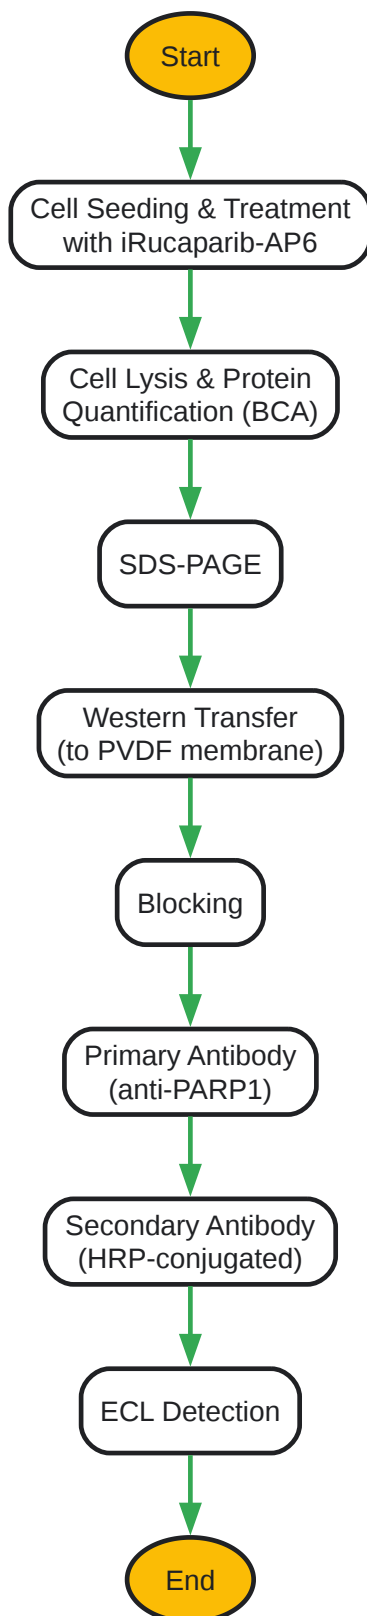 Start
Cell Seeding & Treatment
with iRucaparib-AP6
Cell Lysis & Protein
Quantification (BCA)
SDS-PAGE
Western Transfer
(to PVDF membrane)
Blocking
Primary Antibody
(anti-PARP1)
Secondary Antibody
(HRP-conjugated)
ECL Detection
End